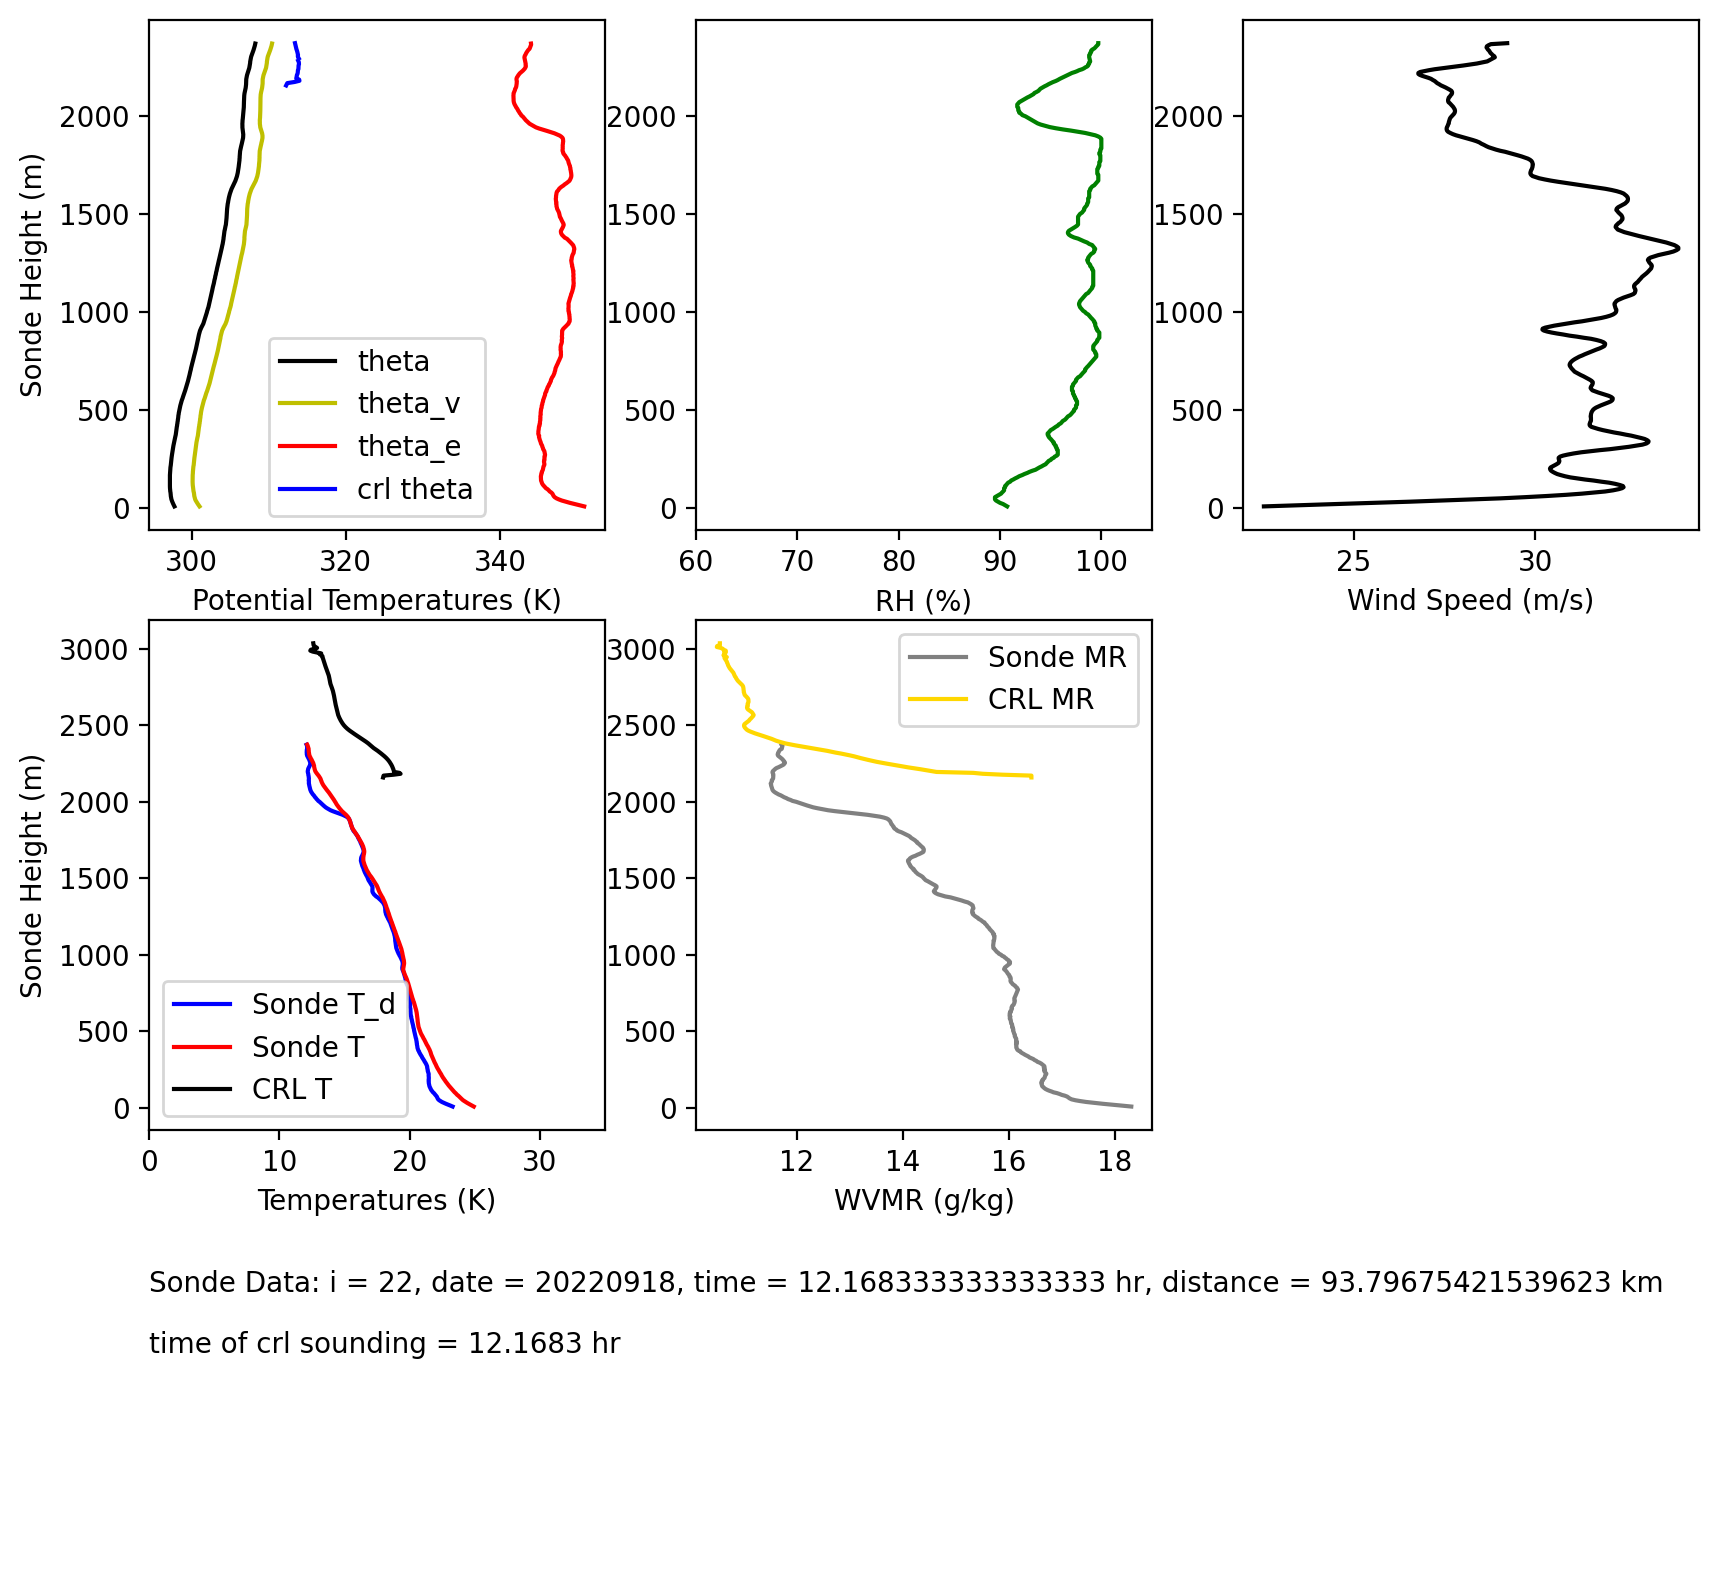 Sonde Height (m)
2000
1500
1000
500
0
300
320
340
Potential Temperatures (K)
theta
theta_v
theta_e
crl theta
2000
1500
1000
500
0
60
70
80
90
100
RH (%)
2000
1500
1000
500
0
25
30
Wind Speed (m/s)
Sonde Height (m)
3000
2500
2000
1500
1000
500
0
0
10
20
30
Temperatures (K)
Sonde T_d
Sonde T
CRL T
3000
2500
2000
1500
1000
500
0
12
14
16
18
WVMR (g/kg)
Sonde MR
CRL MR
Sonde Data: i = 22, date = 20220918, time = 12.168333333333333 hr, distance = 93.79675421539623 km
time of crl sounding = 12.1683 hr